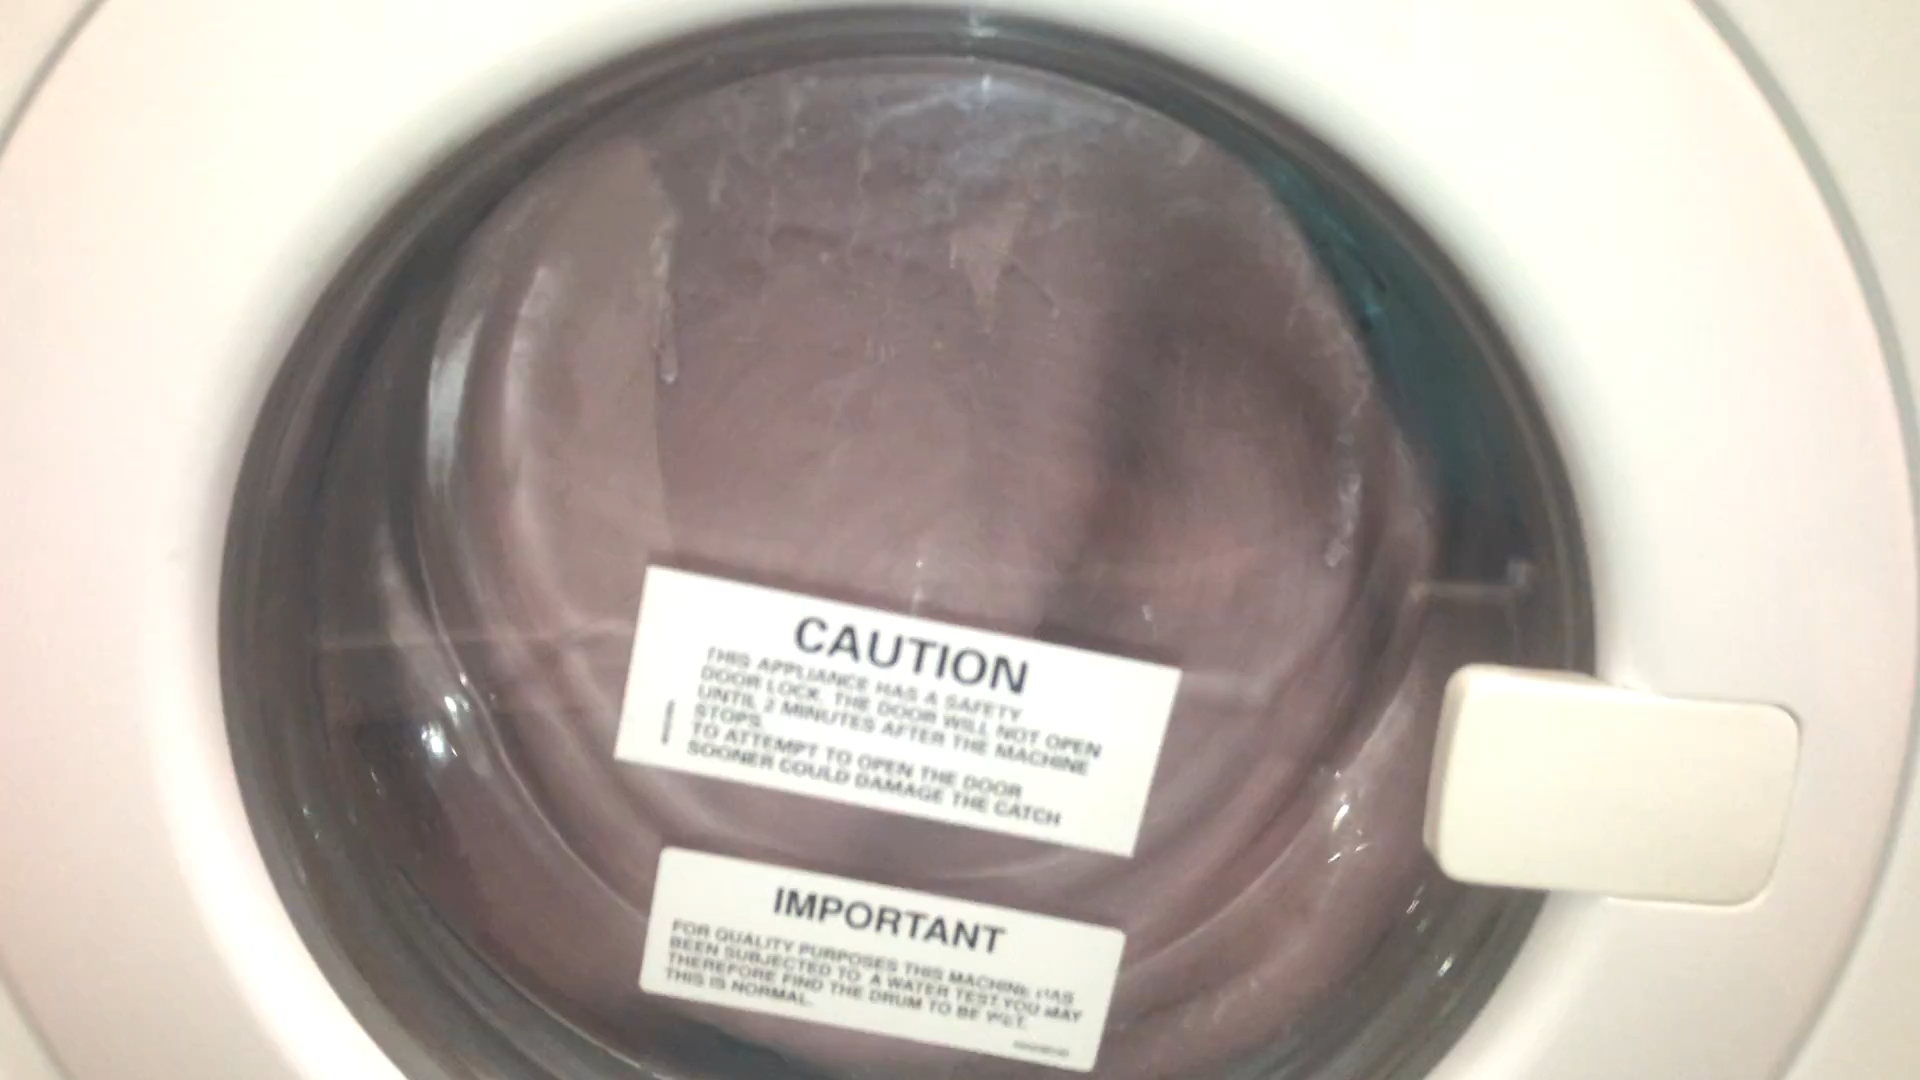 CAUTION
THIS APPLIANCE HAS A SAFETY
DOOR LOCK. THE DOOR WILL NOT OPEN
UNTIL 2 MINUTES AFTER THE MACHINE
STOPS.
TO ATTEMPT TO OPEN THE DOOR
SOONER COULD DAMAGE THE CATCH
IMPORTANT
FOR QUALITY PURPOSES THIS MACHINE HAS
BEEN SUBJECTED TO A WATER TEST.YOU MAY
THEREFORE FIND THE DRUM TO BE WET.
THIS IS NORMAL.